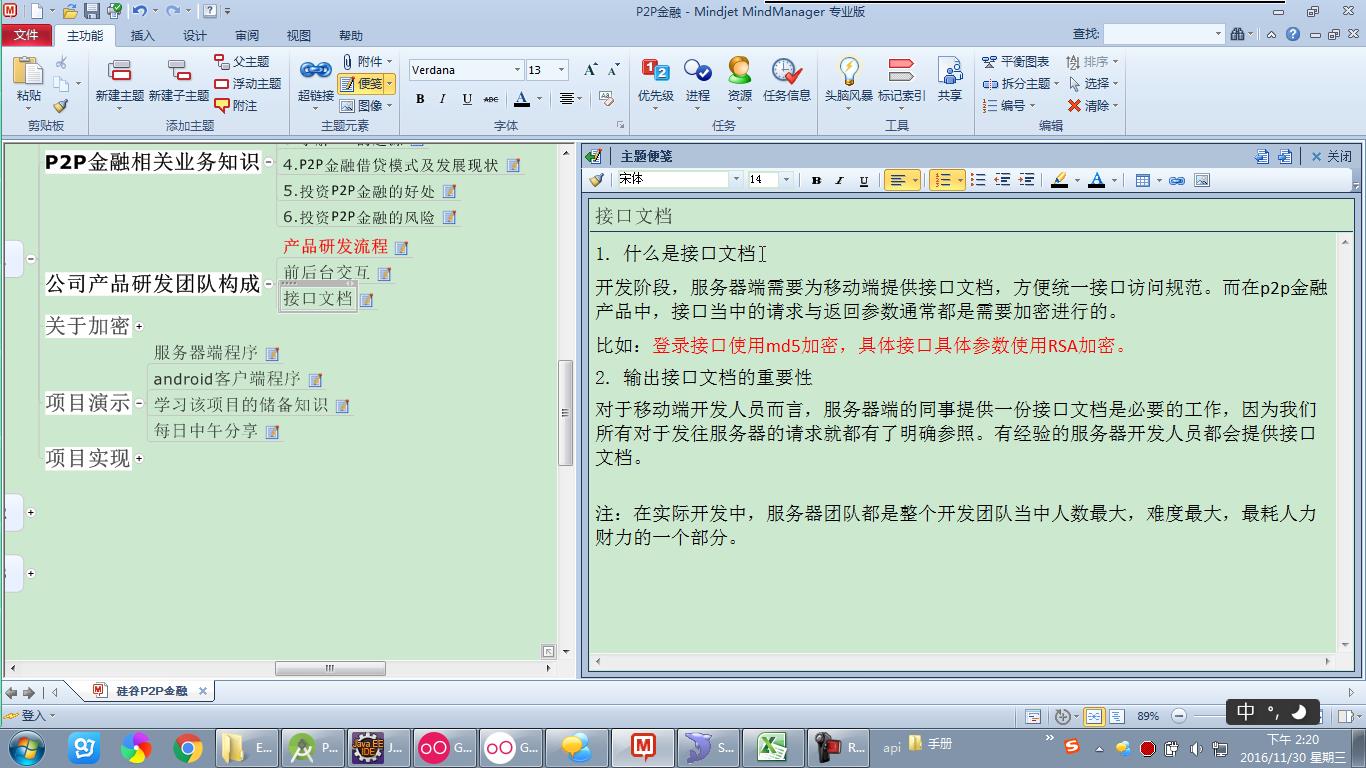 P2P金融 - Mindjet MindManager 专业版
文件 主功能 插入 设计 审阅 视图 帮助 查找:
粘贴
剪贴板
新建主题 新建子主题 父主题 浮动主题 附注
添加主题
超链接 附件 便笺 图像
主题元素
Verdana 13
B I U ABC A
字体
优先级 进程 资源 任务信息
任务
头脑风暴 标记索引 共享
工具
平衡图表 拆分主题 编号 排序 选择 清除
编辑
P2P金融相关业务知识
4.P2P金融借贷模式及发展现状
5.投资P2P金融的好处
6.投资P2P金融的风险
公司产品研发团队构成
产品研发流程
前后台交互
接口文档
关于加密
项目演示
服务器端程序
android客户端程序
学习该项目的储备知识
每日中午分享
项目实现
主题便笺 关闭
宋体 14 B I U A
接口文档
1. 什么是接口文档
开发阶段，服务器端需要为移动端提供接口文档，方便统一接口访问规范。而在p2p金融
产品中，接口当中的请求与返回参数通常都是需要加密进行的。
比如：登录接口使用md5加密，具体接口具体参数使用RSA加密。
2. 输出接口文档的重要性
对于移动端开发人员而言，服务器端的同事提供一份接口文档是必要的工作，因为我们
所有对于发往服务器的请求就都有了明确参照。有经验的服务器开发人员都会提供接口
文档。
注：在实际开发中，服务器团队都是整个开发团队当中人数最大，难度最大，最耗人力
财力的一个部分。
硅谷P2P金融
登入 89% 中 °,
E... P... J... G... G... S... R... api 手册
下午 2:20
2016/11/30 星期三